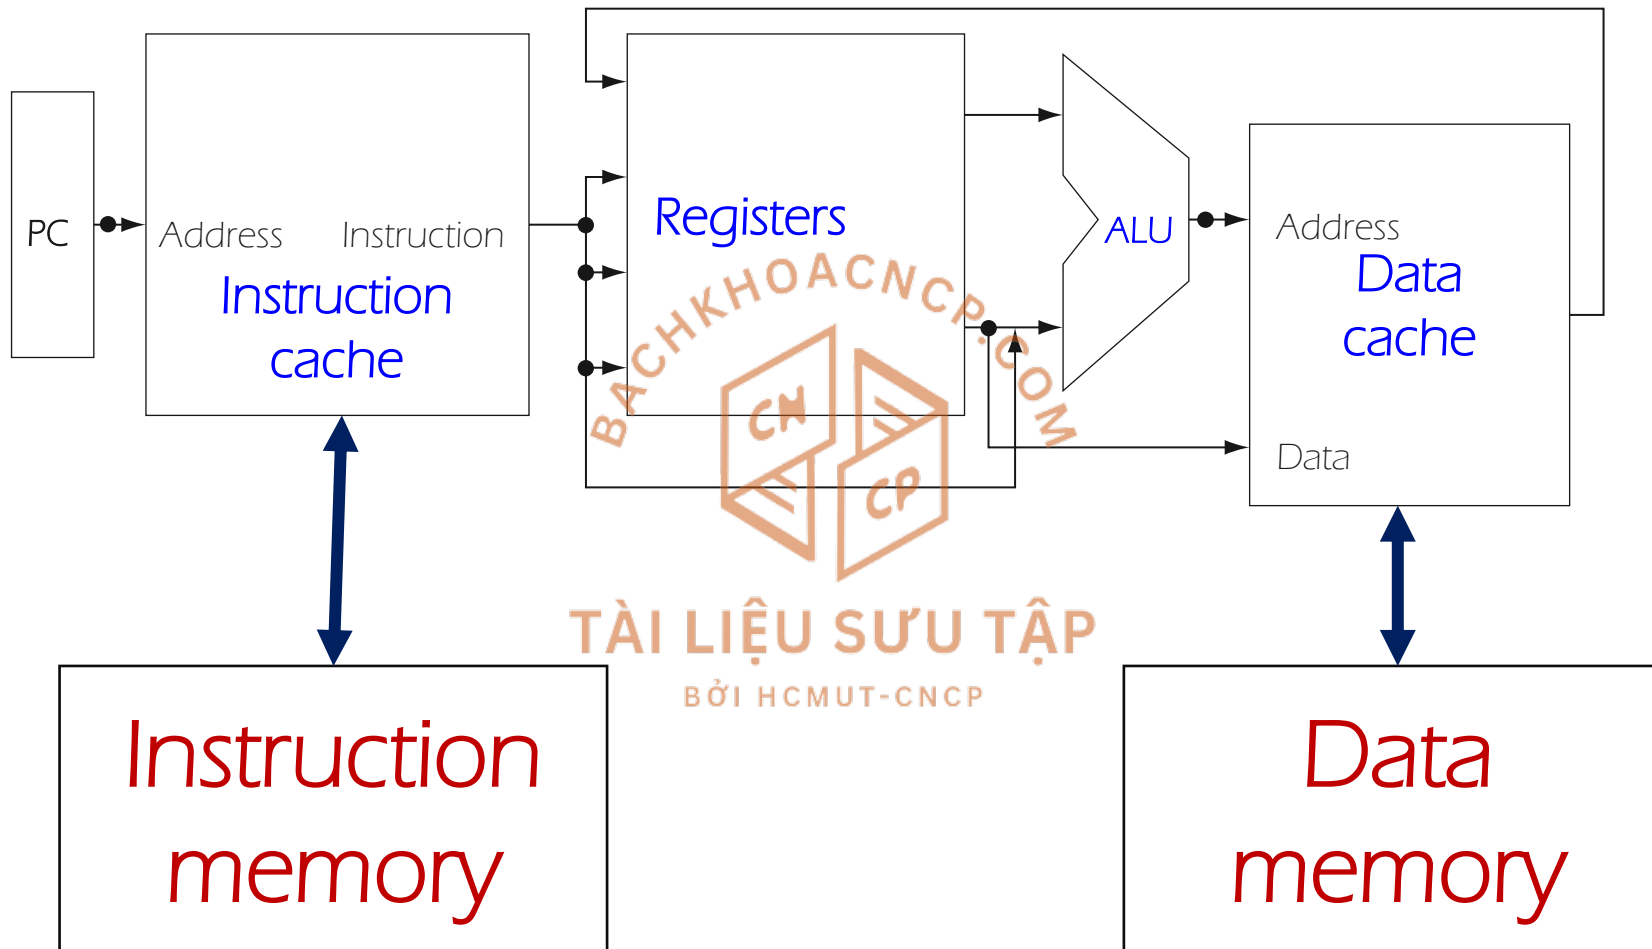 PC
Address
Instruction
Instruction
cache
Registers
ALU
Address
Data
cache
Data
BACHKHOACNCP.COM
CN
CP
TÀI LIỆU SƯU TẬP
BỞI HCMUT-CNCP
Instruction
memory
Data
memory